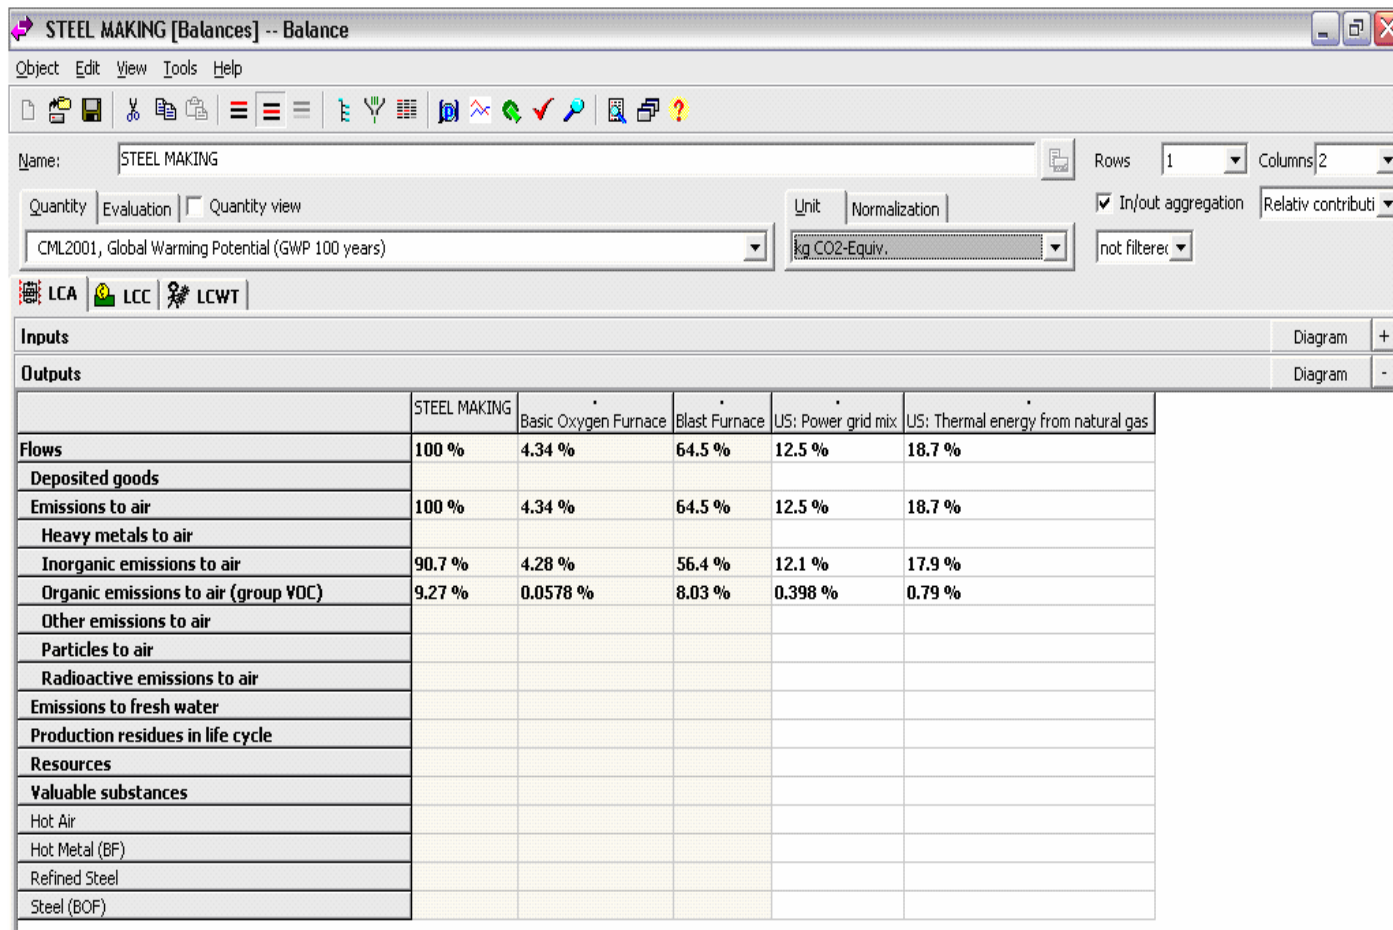 STEEL MAKING [Balances] -- Balance
Object Edit View Tools Help
Name: STEEL MAKING Rows 1 Columns 2
Quantity Evaluation Quantity view Unit Normalization In/out aggregation Relativ contributi
CML2001, Global Warming Potential (GWP 100 years) kg CO2-Equiv. not filterec
LCA LCC LCWT
Inputs Diagram +
Outputs Diagram -
STEEL MAKING Basic Oxygen Furnace Blast Furnace US: Power grid mix US: Thermal energy from natural gas
Flows 100 % 4.34 % 64.5 % 12.5 % 18.7 %
Deposited goods
Emissions to air 100 % 4.34 % 64.5 % 12.5 % 18.7 %
Heavy metals to air
Inorganic emissions to air 90.7 % 4.28 % 56.4 % 12.1 % 17.9 %
Organic emissions to air (group VOC) 9.27 % 0.0578 % 8.03 % 0.398 % 0.79 %
Other emissions to air
Particles to air
Radioactive emissions to air
Emissions to fresh water
Production residues in life cycle
Resources
Valuable substances
Hot Air
Hot Metal (BF)
Refined Steel
Steel (BOF)